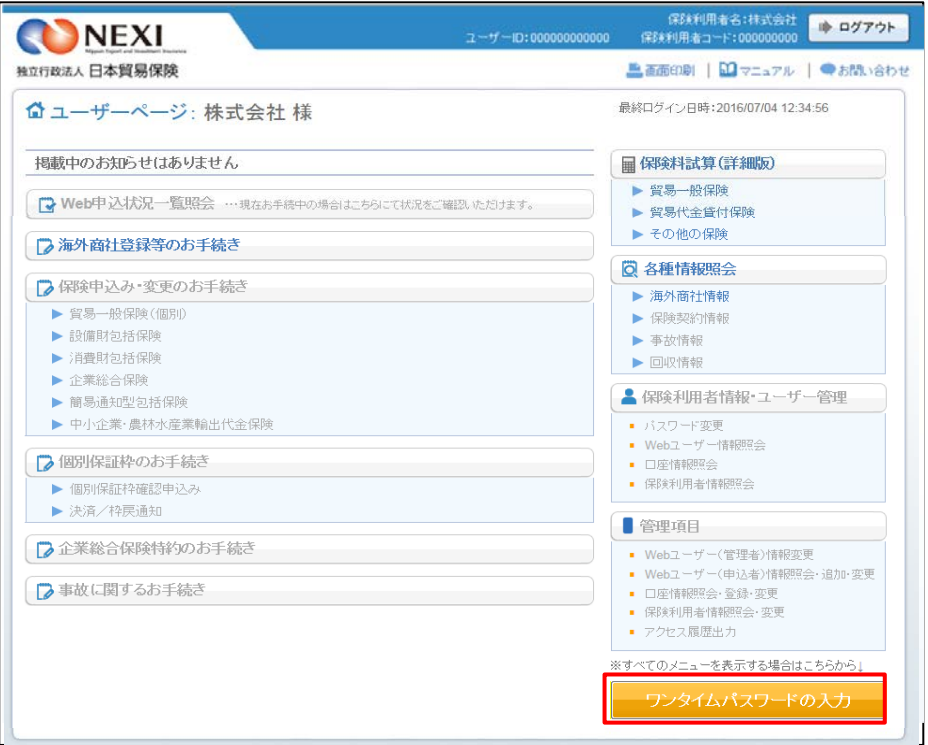 NEXI
Nippon Export and Investment Insurance
独立行政法人 日本貿易保険
ユーザーID:000000000000
保険利用者名:株式会社
保険利用者コード:000000000
ログアウト
画面印刷 | マニュアル | お問い合わせ
ユーザーページ: 株式会社 様
最終ログイン日時:2016/07/04 12:34:56
掲載中のお知らせはありません
Web申込状況一覧照会 …現在お手続中の場合はこちらにて状況をご確認いただけます。
海外商社登録等のお手続き
保険申込み・変更のお手続き
貿易一般保険(個別)
設備財包括保険
消費財包括保険
企業総合保険
簡易通知型包括保険
中小企業・農林水産業輸出代金保険
個別保証枠のお手続き
個別保証枠確認申込み
決済/枠戻通知
企業総合保険特約のお手続き
事故に関するお手続き
保険料試算(詳細版)
貿易一般保険
貿易代金貸付保険
その他の保険
各種情報照会
海外商社情報
保険契約情報
事故情報
回収情報
保険利用者情報・ユーザー管理
パスワード変更
Webユーザー情報照会
口座情報照会
保険利用者情報照会
管理項目
Webユーザー(管理者)情報変更
Webユーザー(申込者)情報照会・追加・変更
口座情報照会・登録・変更
保険利用者情報照会・変更
アクセス履歴出力
※すべてのメニューを表示する場合はこちらから↓
ワンタイムパスワードの入力